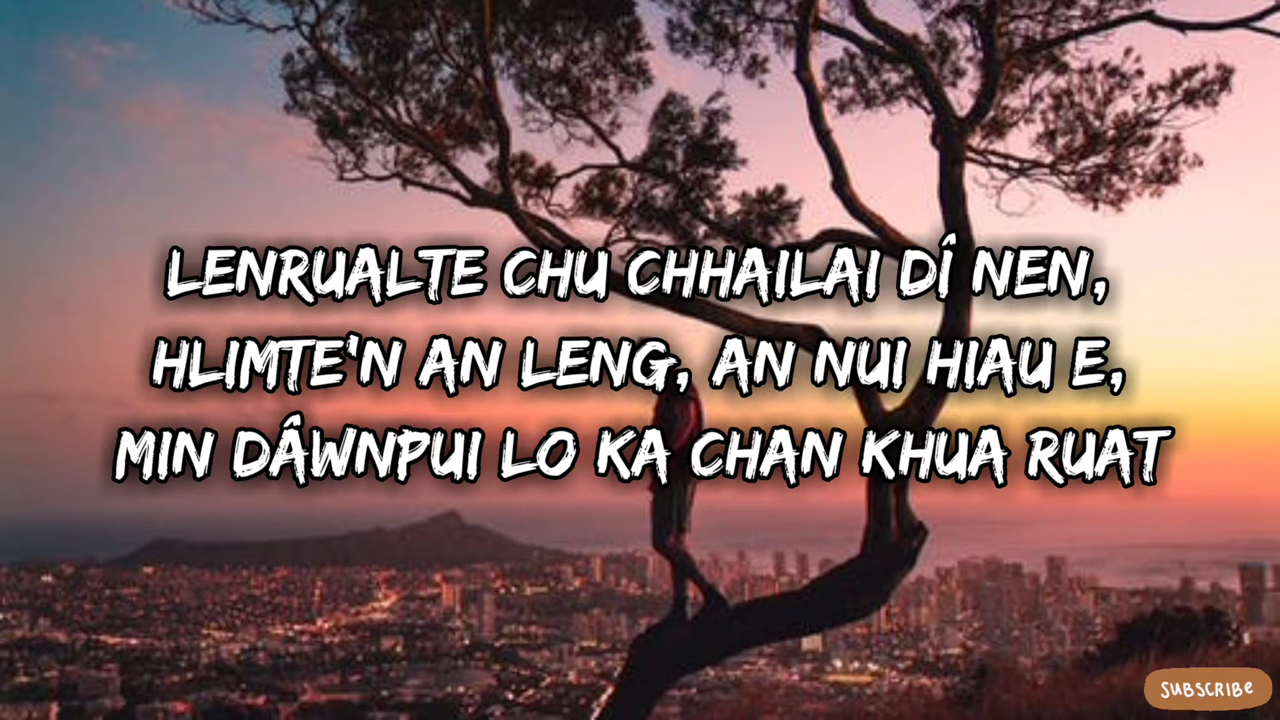 LENRUALTE CHU CHHAILAI DÎ NEN,
HLIMTE'N AN LENG, AN NUI HIAU E,
MIN DÂWNPUI LO KA CHAN KHUA RUAT
SUBSCRIBE